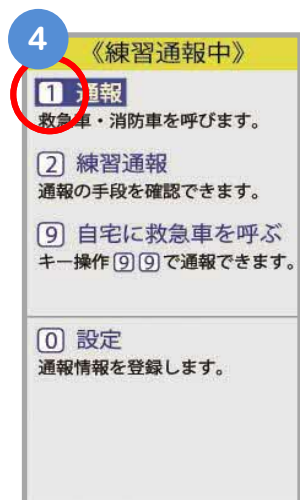 4
《練習通報中》
1 通報
救急車・消防車を呼びます。
2 練習通報
通報の手段を確認できます。
9 自宅に救急車を呼ぶ
キー操作99で通報できます。
0 設定
通報情報を登録します。